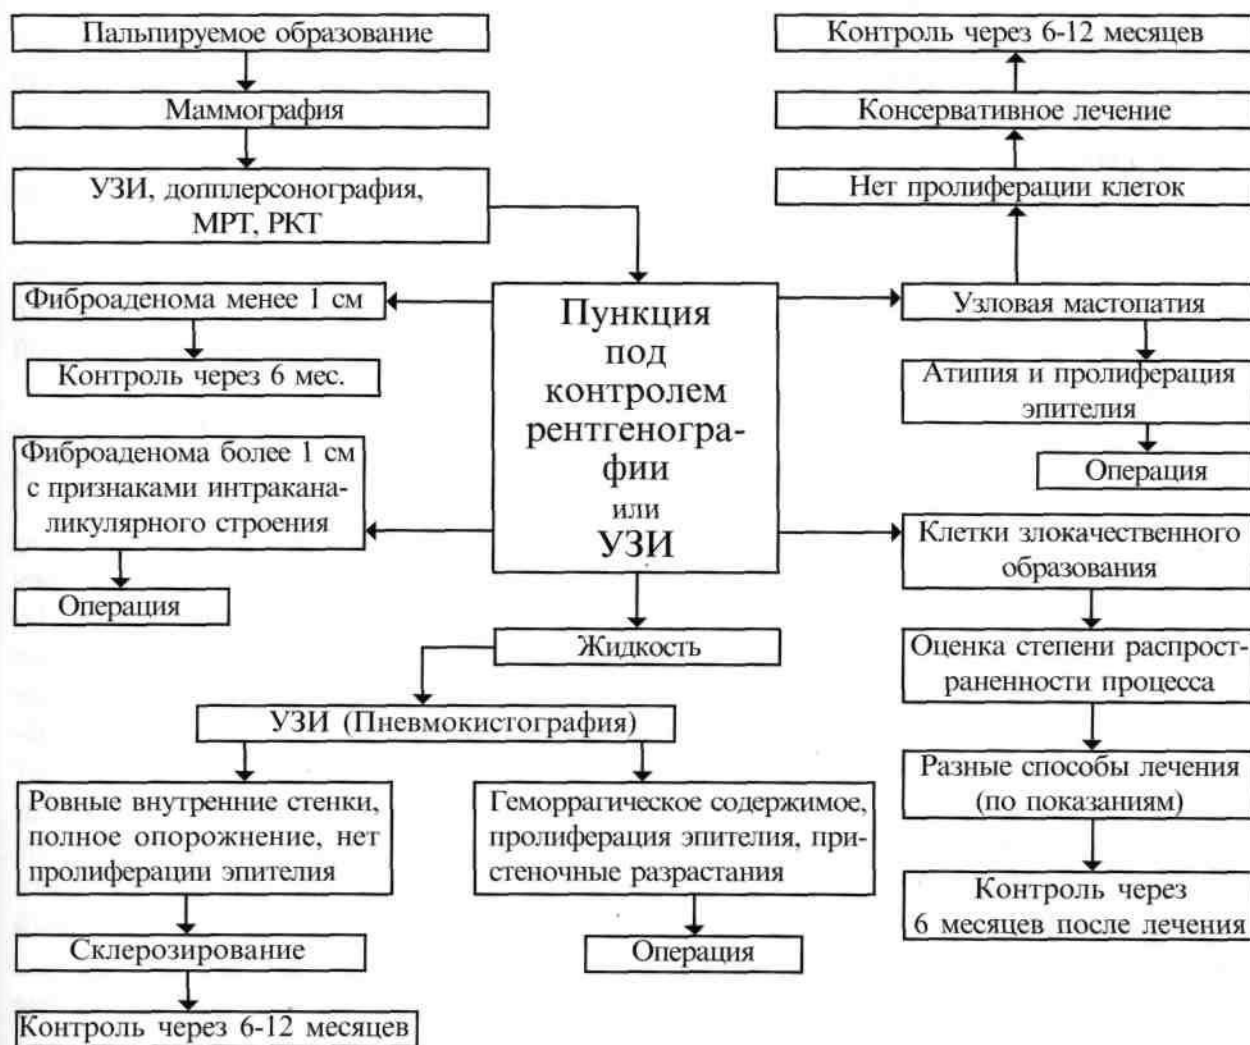 Пальпируемое образование
Маммография
УЗИ, допплерсонография,
МРТ, РКТ
Контроль через 6-12 месяцев
Консервативное лечение
Нет пролиферации клеток
Фиброаденома менее 1 см
Контроль через 6 мес.
Фиброаденома более 1 см
с признаками интракана-
ликулярного строения
Операция
Пункция
под
контролем
рентгеногра-
фии
или
УЗИ
Узловая мастопатия
Атипия и пролиферация
эпителия
Операция
Клетки злокачественного
образования
Оценка степени распрост-
раненности процесса
Разные способы лечения
(по показаниям)
Контроль через
6 месяцев после лечения
Жидкость
УЗИ (Пневмокистография)
Ровные внутренние стенки,
полное опорожнение, нет
пролиферации эпителия
Склерозирование
Контроль через 6-12 месяцев
Геморрагическое содержимое,
пролиферация эпителия, при-
стеночные разрастания
Операция